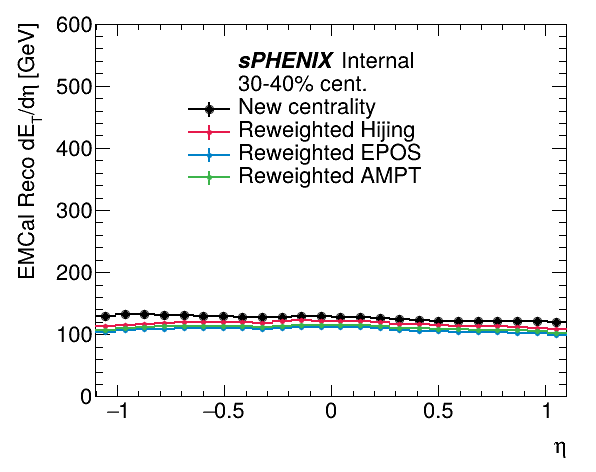 EMCal Reco dE_T/dη [GeV]
600
500
400
300
200
100
0
sPHENIX Internal
30-40% cent.
New centrality
Reweighted Hijing
Reweighted EPOS
Reweighted AMPT
−1 −0.5 0 0.5 1
η